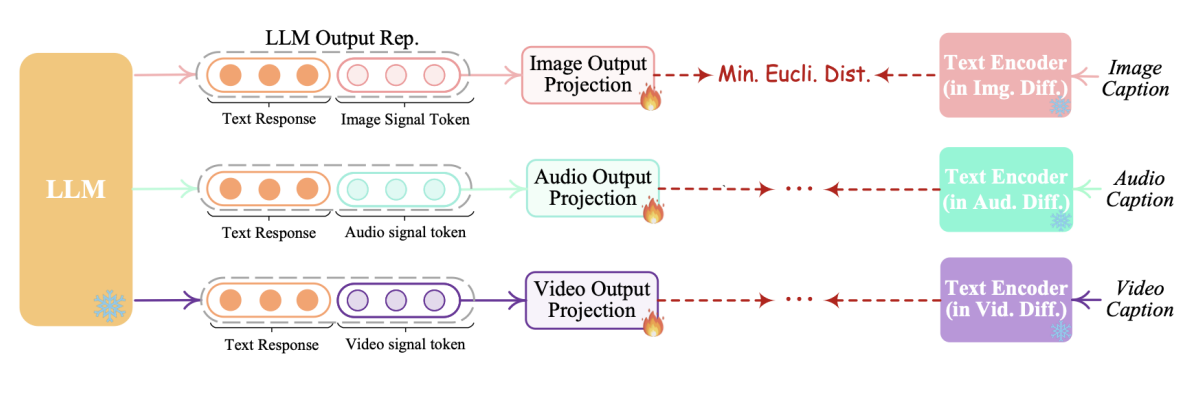 LLM Output Rep.
Image Output
Projection
Min. Eucli. Dist.
Text Encoder
(in Img. Diff.)
Image
Caption
Text Response
Image Signal Token
LLM
Audio Output
Projection
...
Text Encoder
(in Aud. Diff.)
Audio
Caption
Text Response
Audio signal token
Video Output
Projection
...
Text Encoder
(in Vid. Diff.)
Video
Caption
Text Response
Video signal token